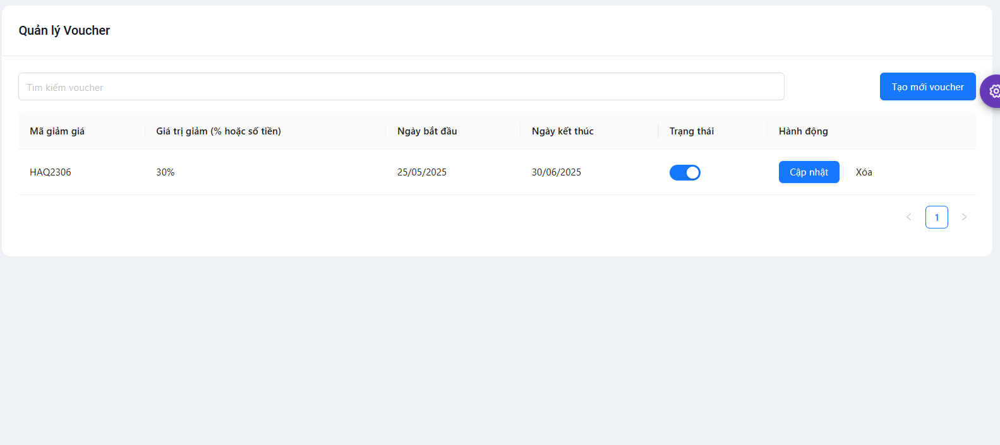 Quản lý Voucher
Tìm kiếm voucher
Tạo mới voucher
Mã giảm giá Giá trị giảm (% hoặc số tiền) Ngày bắt đầu Ngày kết thúc Trạng thái Hành động
HAQ2306 30% 25/05/2025 30/06/2025 Cập nhật Xóa
1